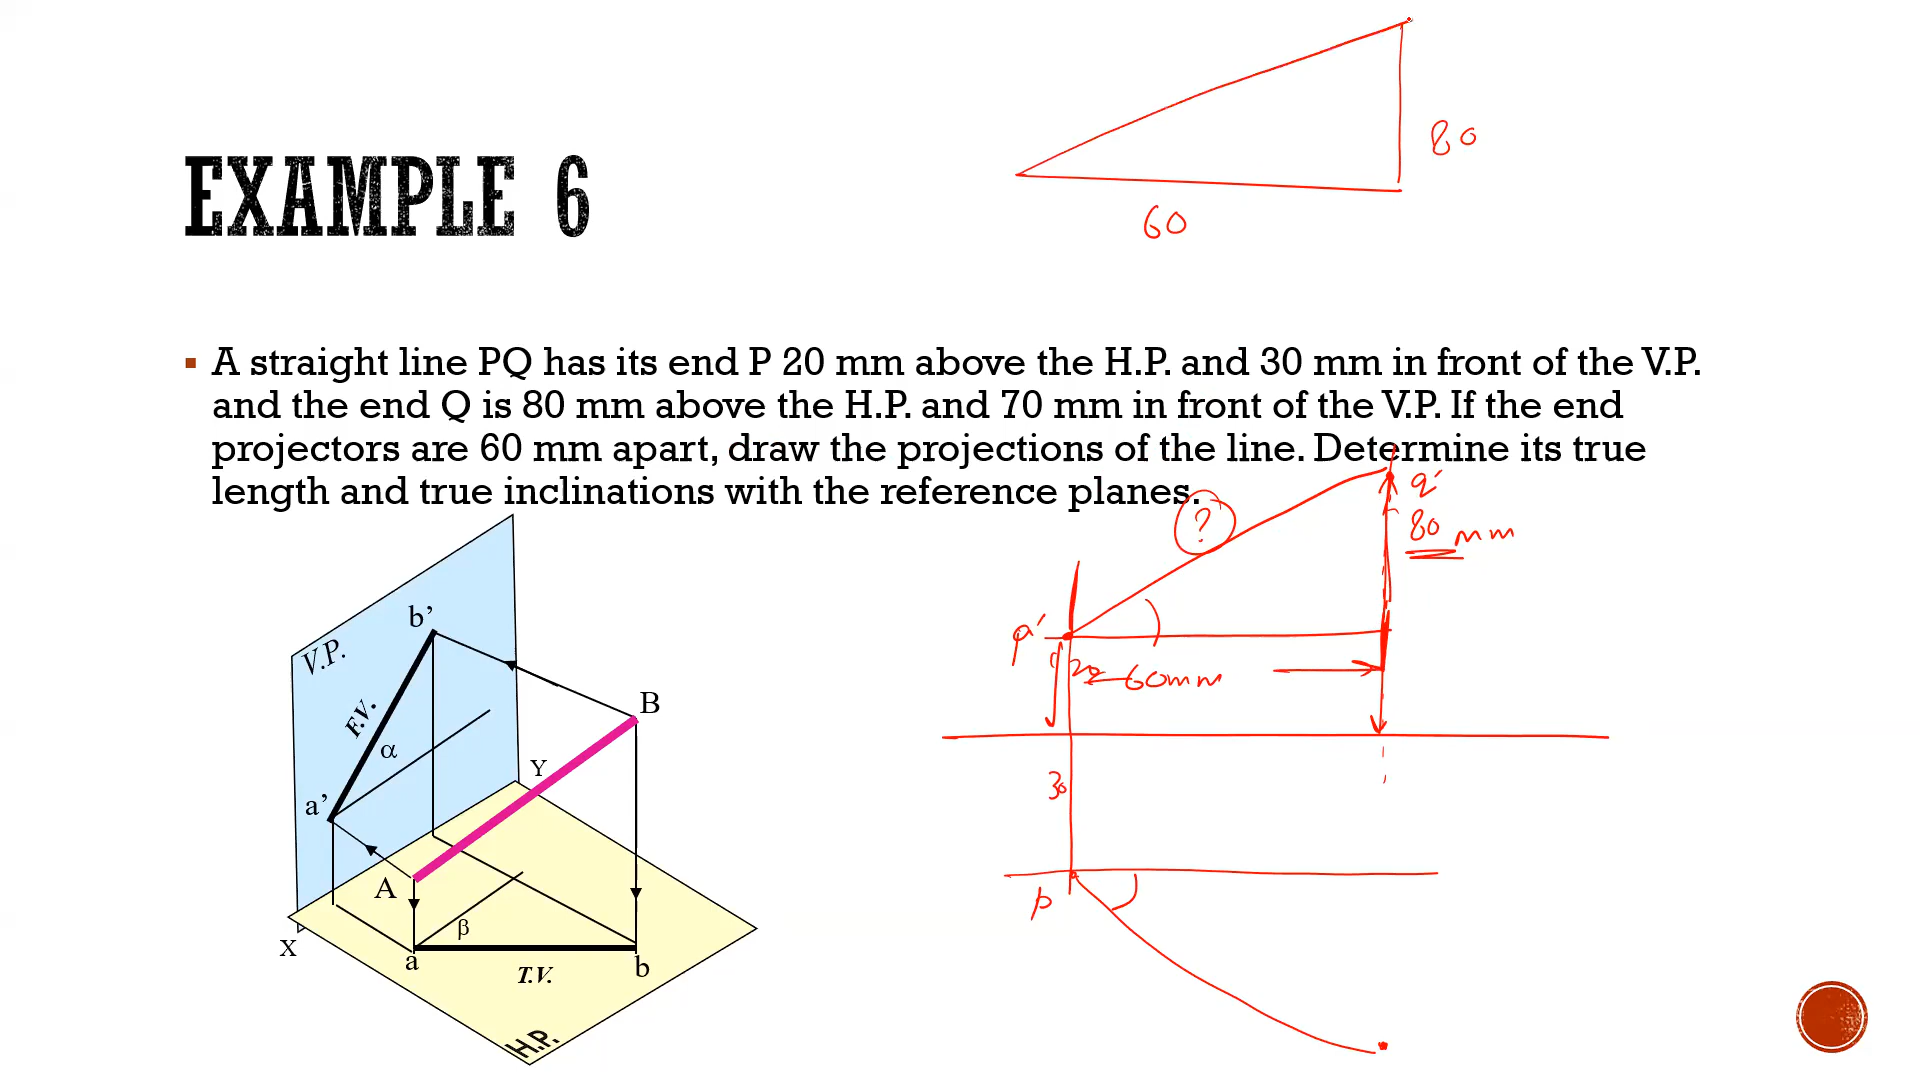 80
60
EXAMPLE 6
▪ A straight line PQ has its end P 20 mm above the H.P. and 30 mm in front of the V.P.
and the end Q is 80 mm above the H.P. and 70 mm in front of the V.P. If the end
projectors are 60 mm apart, draw the projections of the line. Determine its true
length and true inclinations with the reference planes.
q'
?
80 mm
b'
V.P.
p'
20
60mm
B
F.V.
α
Y
a'
30
A
p
β
X
a
b
T.V.
H.P.